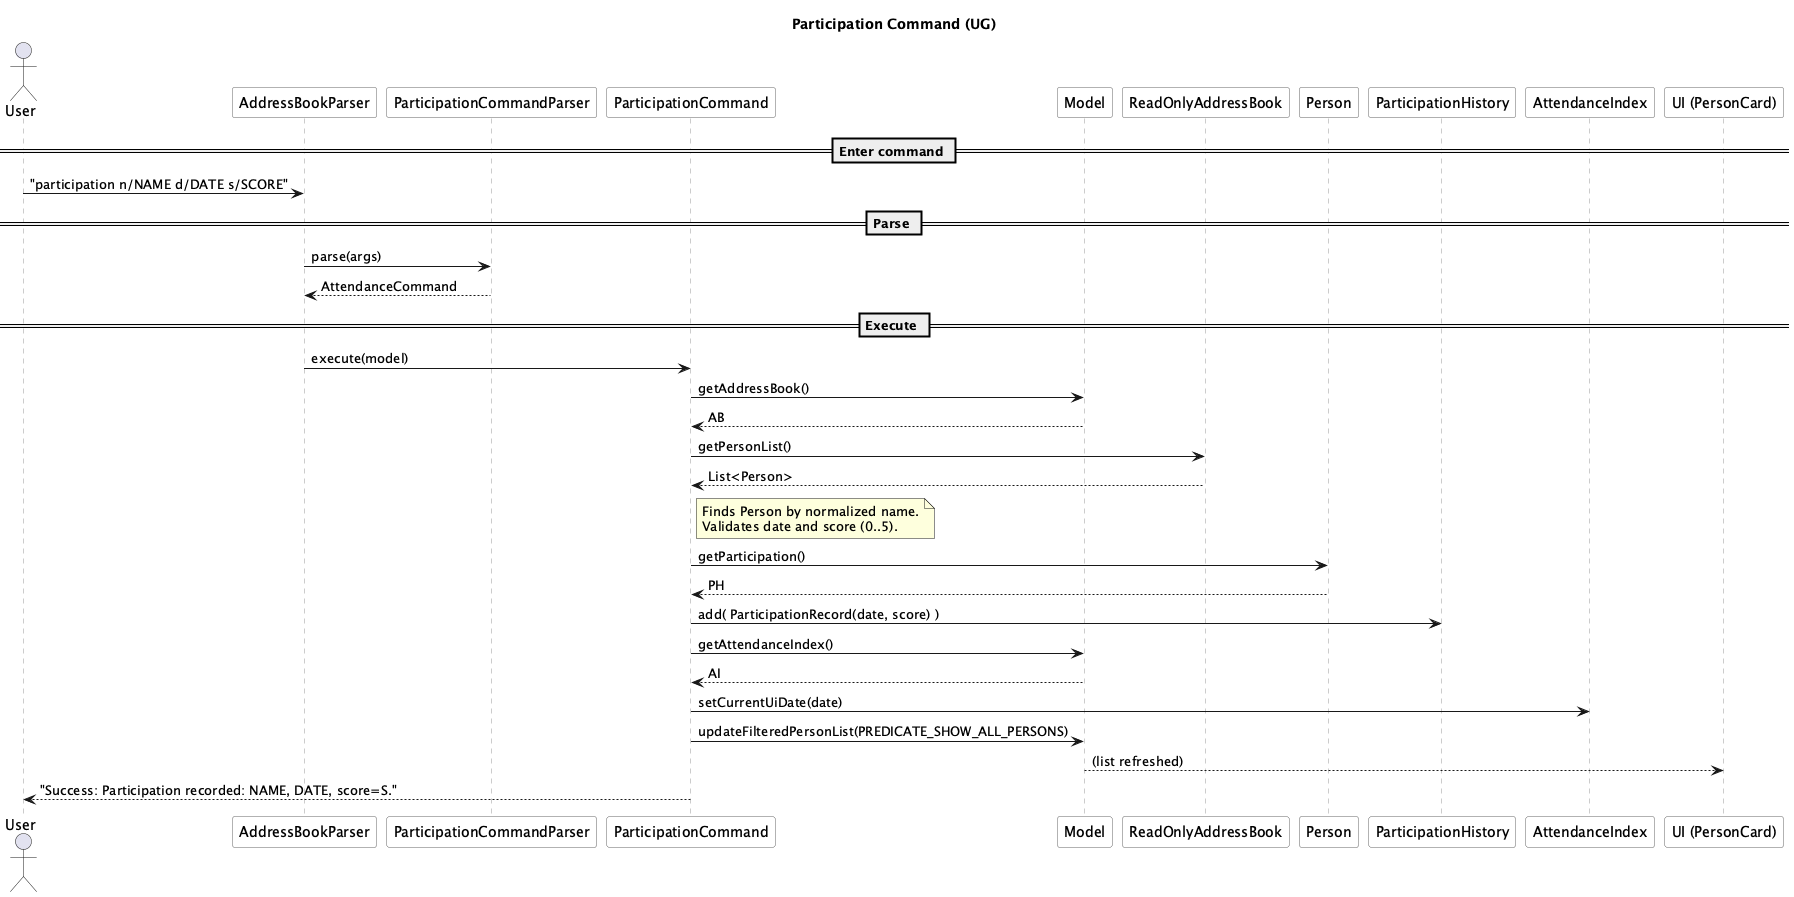 Participation Command (UG)
User
AddressBookParser
ParticipationCommandParser
ParticipationCommand
Model
ReadOnlyAddressBook
Person
ParticipationHistory
AttendanceIndex
UI (PersonCard)
Enter command
"participation n/NAME d/DATE s/SCORE"
Parse
parse(args)
AttendanceCommand
Execute
execute(model)
getAddressBook()
AB
getPersonList()
List<Person>
Finds Person by normalized name.
Validates date and score (0..5).
getParticipation()
PH
add( ParticipationRecord(date, score) )
getAttendanceIndex()
AI
setCurrentUiDate(date)
updateFilteredPersonList(PREDICATE_SHOW_ALL_PERSONS)
(list refreshed)
"Success: Participation recorded: NAME, DATE, score=S."
User
AddressBookParser
ParticipationCommandParser
ParticipationCommand
Model
ReadOnlyAddressBook
Person
ParticipationHistory
AttendanceIndex
UI (PersonCard)